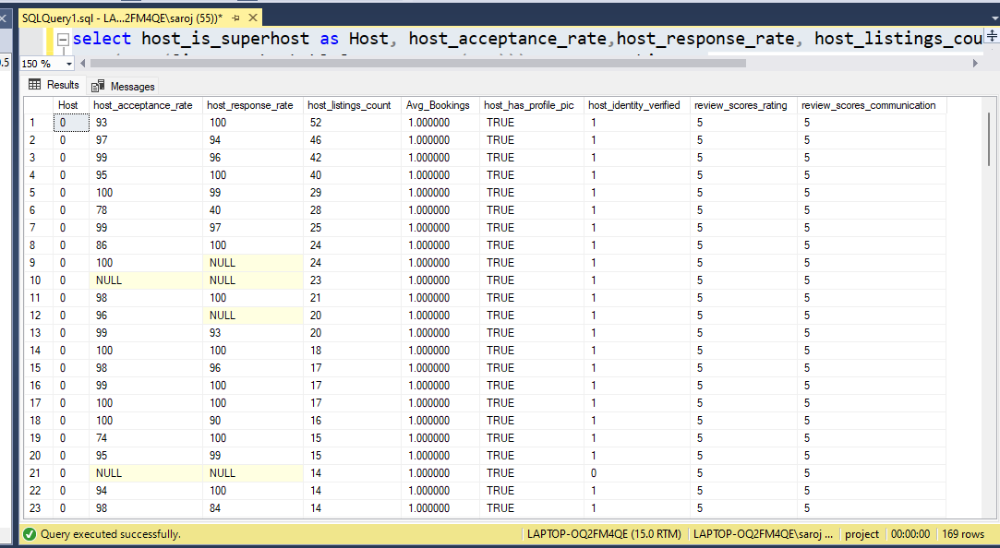 SQLQuery1.sql - LA...2FM4QE\saroj (55))*
select host_is_superhost as Host, host_acceptance_rate,host_response_rate, host_listings_cou
0.5
150 %
Results Messages
Host host_acceptance_rate host_response_rate host_listings_count Avg_Bookings host_has_profile_pic host_identity_verified review_scores_rating review_scores_communication
1 0 93 100 52 1.000000 TRUE 1 5 5
2 0 97 94 46 1.000000 TRUE 1 5 5
3 0 99 96 42 1.000000 TRUE 1 5 5
4 0 95 100 40 1.000000 TRUE 1 5 5
5 0 100 99 29 1.000000 TRUE 1 5 5
6 0 78 40 28 1.000000 TRUE 1 5 5
7 0 99 97 25 1.000000 TRUE 1 5 5
8 0 86 100 24 1.000000 TRUE 1 5 5
9 0 100 NULL 24 1.000000 TRUE 1 5 5
10 0 NULL NULL 23 1.000000 TRUE 1 5 5
11 0 98 100 21 1.000000 TRUE 1 5 5
12 0 96 NULL 20 1.000000 TRUE 1 5 5
13 0 99 93 20 1.000000 TRUE 1 5 5
14 0 100 100 18 1.000000 TRUE 1 5 5
15 0 98 96 17 1.000000 TRUE 1 5 5
16 0 99 100 17 1.000000 TRUE 1 5 5
17 0 100 100 17 1.000000 TRUE 1 5 5
18 0 100 90 16 1.000000 TRUE 1 5 5
19 0 74 100 15 1.000000 TRUE 1 5 5
20 0 95 99 15 1.000000 TRUE 1 5 5
21 0 NULL NULL 14 1.000000 TRUE 0 5 5
22 0 94 100 14 1.000000 TRUE 1 5 5
23 0 98 84 14 1.000000 TRUE 1 5 5
Query executed successfully. LAPTOP-OQ2FM4QE (15.0 RTM) LAPTOP-OQ2FM4QE\saroj ... project 00:00:00 169 rows